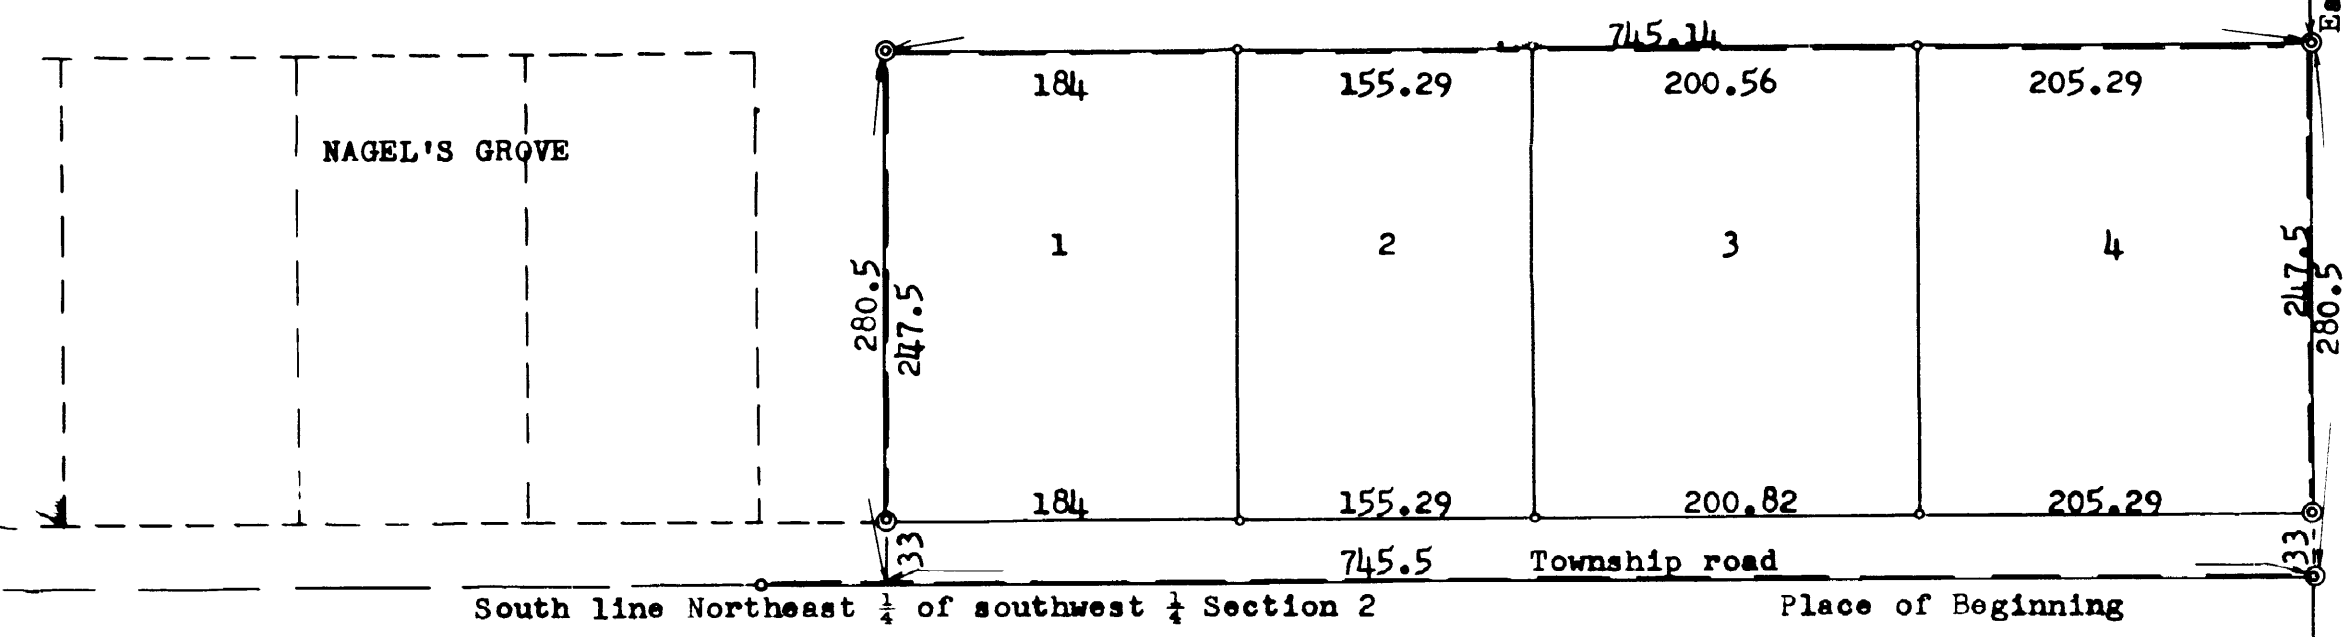 Ea
745.14
184 155.29 200.56 205.29
NAGEL'S GROVE
1 2 3 4
280.5
247.5
247.5
280.5
184 155.29 200.82 205.29
33
745.5 Township road
33
South line Northeast ¼ of southwest ¼ Section 2
Place of Beginning